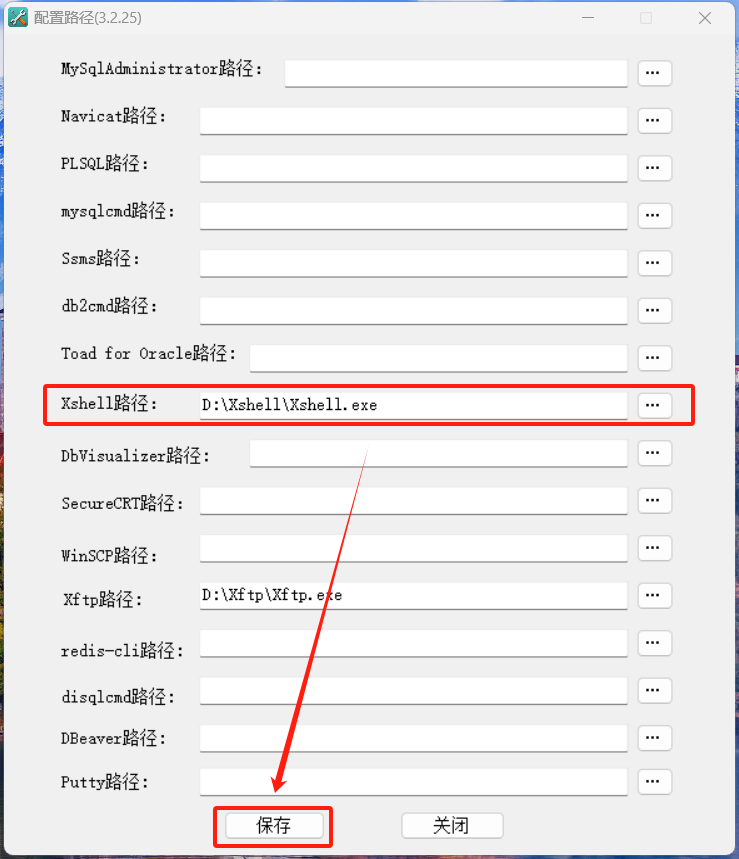 配置路径(3.2.25)
MySqlAdministrator路径：
Navicat路径：
PLSQL路径：
mysqlcmd路径：
Ssms路径：
db2cmd路径：
Toad for Oracle路径：
Xshell路径： D:\Xshell\Xshell.exe
DbVisualizer路径：
SecureCRT路径：
WinSCP路径：
Xftp路径： D:\Xftp\Xftp.exe
redis-cli路径：
disqlcmd路径：
DBeaver路径：
Putty路径：
保存 关闭